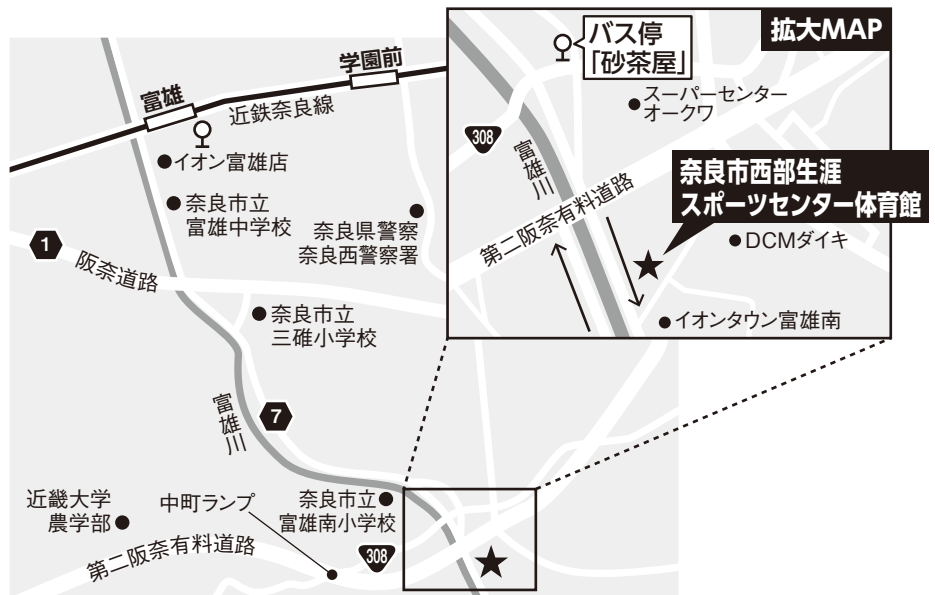 拡大MAP
バス停
「砂茶屋」
スーパーセンター
オークワ
308
富雄川
奈良市西部生涯
スポーツセンター体育館
第二阪奈有料道路
DCMダイキ
イオンタウン富雄南
学園前
富雄
近鉄奈良線
イオン富雄店
奈良市立
富雄中学校
奈良県警察
奈良西警察署
1
阪奈道路
奈良市立
三碓小学校
7
富雄川
近畿大学
農学部
中町ランプ
奈良市立
富雄南小学校
308
第二阪奈有料道路